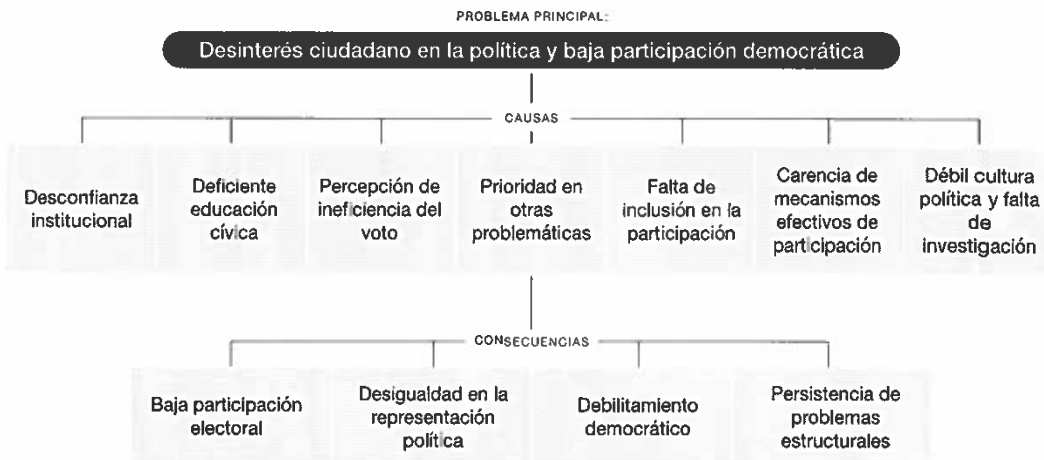 PROBLEMA PRINCIPAL:
Desinterés ciudadano en la política y baja participación democrática
CAUSAS
Desconfianza
institucional
Deficiente
educación
cívica
Percepción de
ineficiencia del
voto
Prioridad en
otras
problemáticas
Falta de
inclusión en la
participación
Carencia de
mecanismos
efectivos de
participación
Débil cultura
política y falta
de
investigación
CONSECUENCIAS
Baja participación
electoral
Desigualdad en la
representación
política
Debilitamiento
democrático
Persistencia de
problemas
estructurales